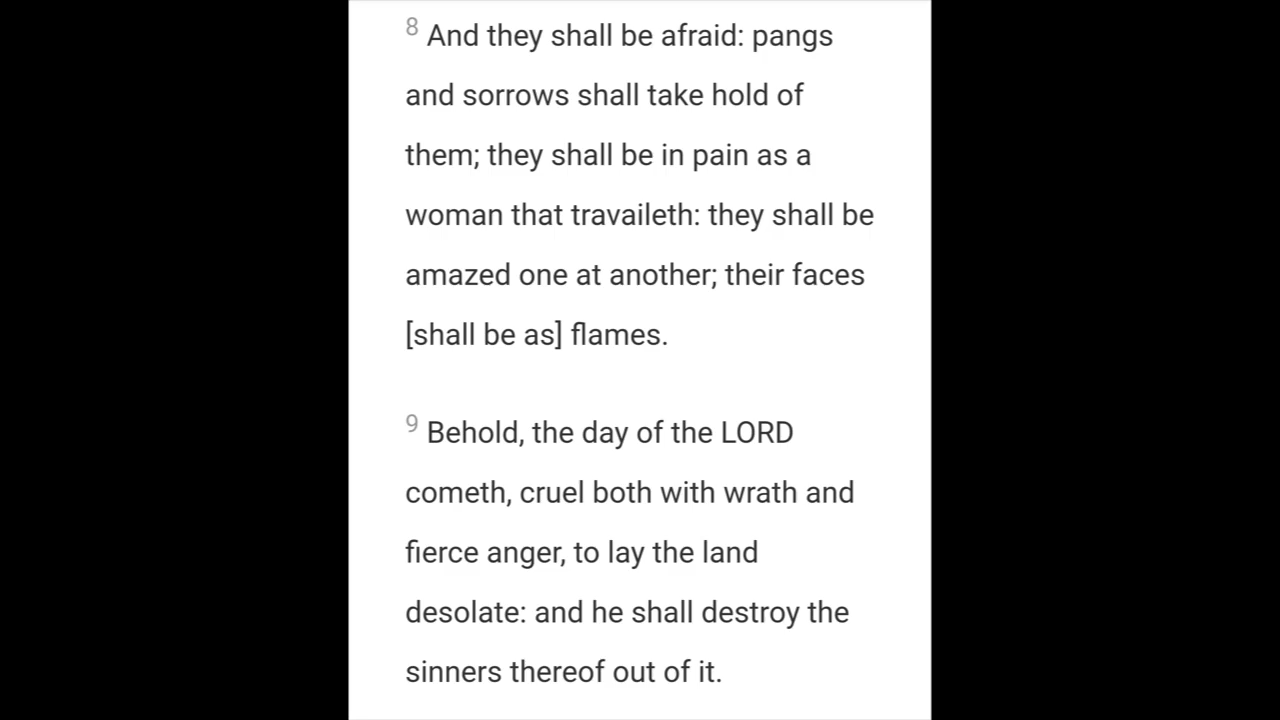 8 And they shall be afraid: pangs
and sorrows shall take hold of
them; they shall be in pain as a
woman that travaileth: they shall be
amazed one at another; their faces
[shall be as] flames.
9 Behold, the day of the LORD
cometh, cruel both with wrath and
fierce anger, to lay the land
desolate: and he shall destroy the
sinners thereof out of it.